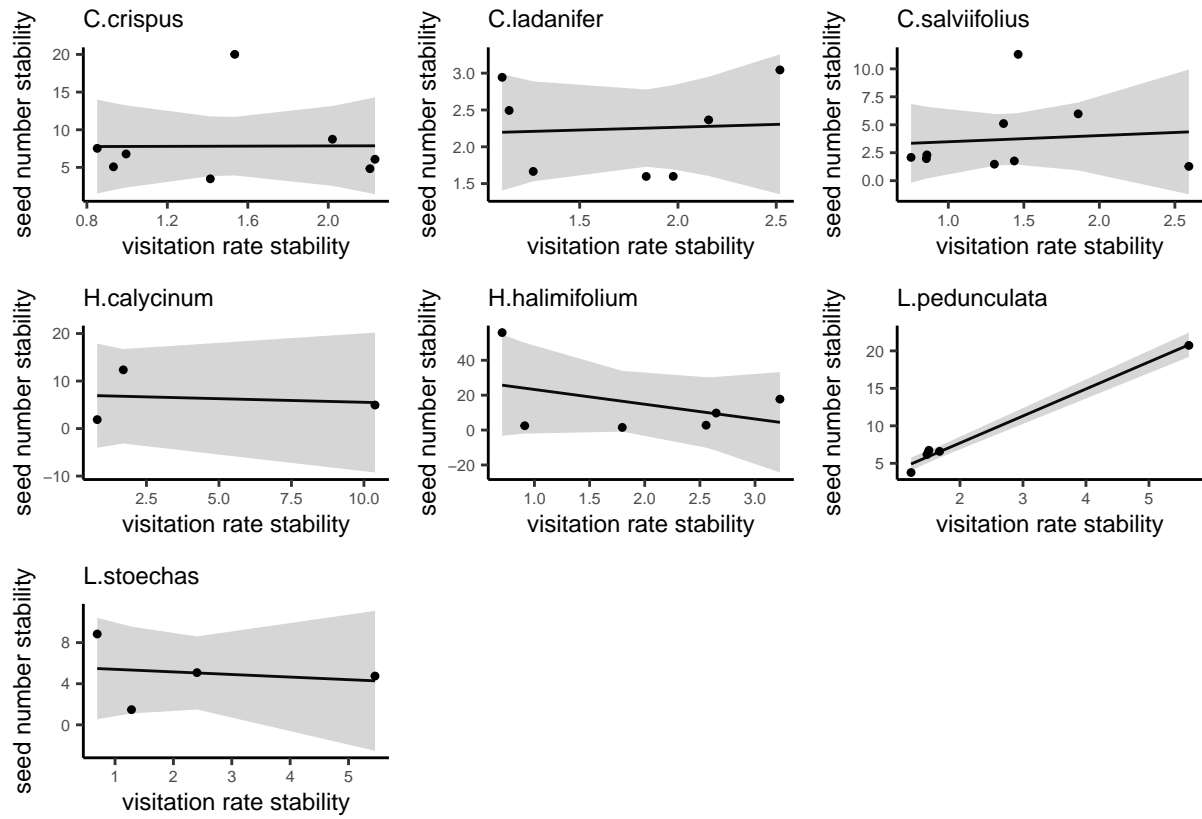 C.crispus
seed number stability
20
15
10
5
0.8
1.2
1.6
2.0
visitation rate stability
C.ladanifer
seed number stability
3.0
2.5
2.0
1.5
1.5
2.0
2.5
visitation rate stability
C.salviifolius
seed number stability
10.0
7.5
5.0
2.5
0.0
1.0
1.5
2.0
2.5
visitation rate stability
H.calycinum
seed number stability
20
10
0
−10
2.5
5.0
7.5
10.0
visitation rate stability
H.halimifolium
seed number stability
40
20
0
−20
1.0
1.5
2.0
2.5
3.0
visitation rate stability
L.pedunculata
seed number stability
20
15
10
5
2
3
4
5
visitation rate stability
L.stoechas
seed number stability
8
4
0
1
2
3
4
5
visitation rate stability